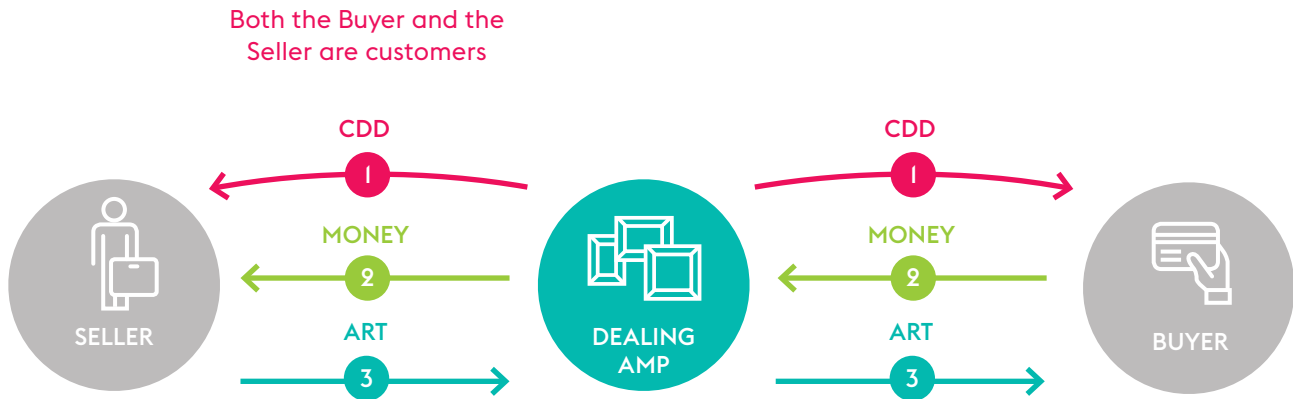 Both the Buyer and the
Seller are customers
CDD
CDD
1
1
MONEY
MONEY
2
2
ART
ART
3
3
SELLER
DEALING
AMP
BUYER